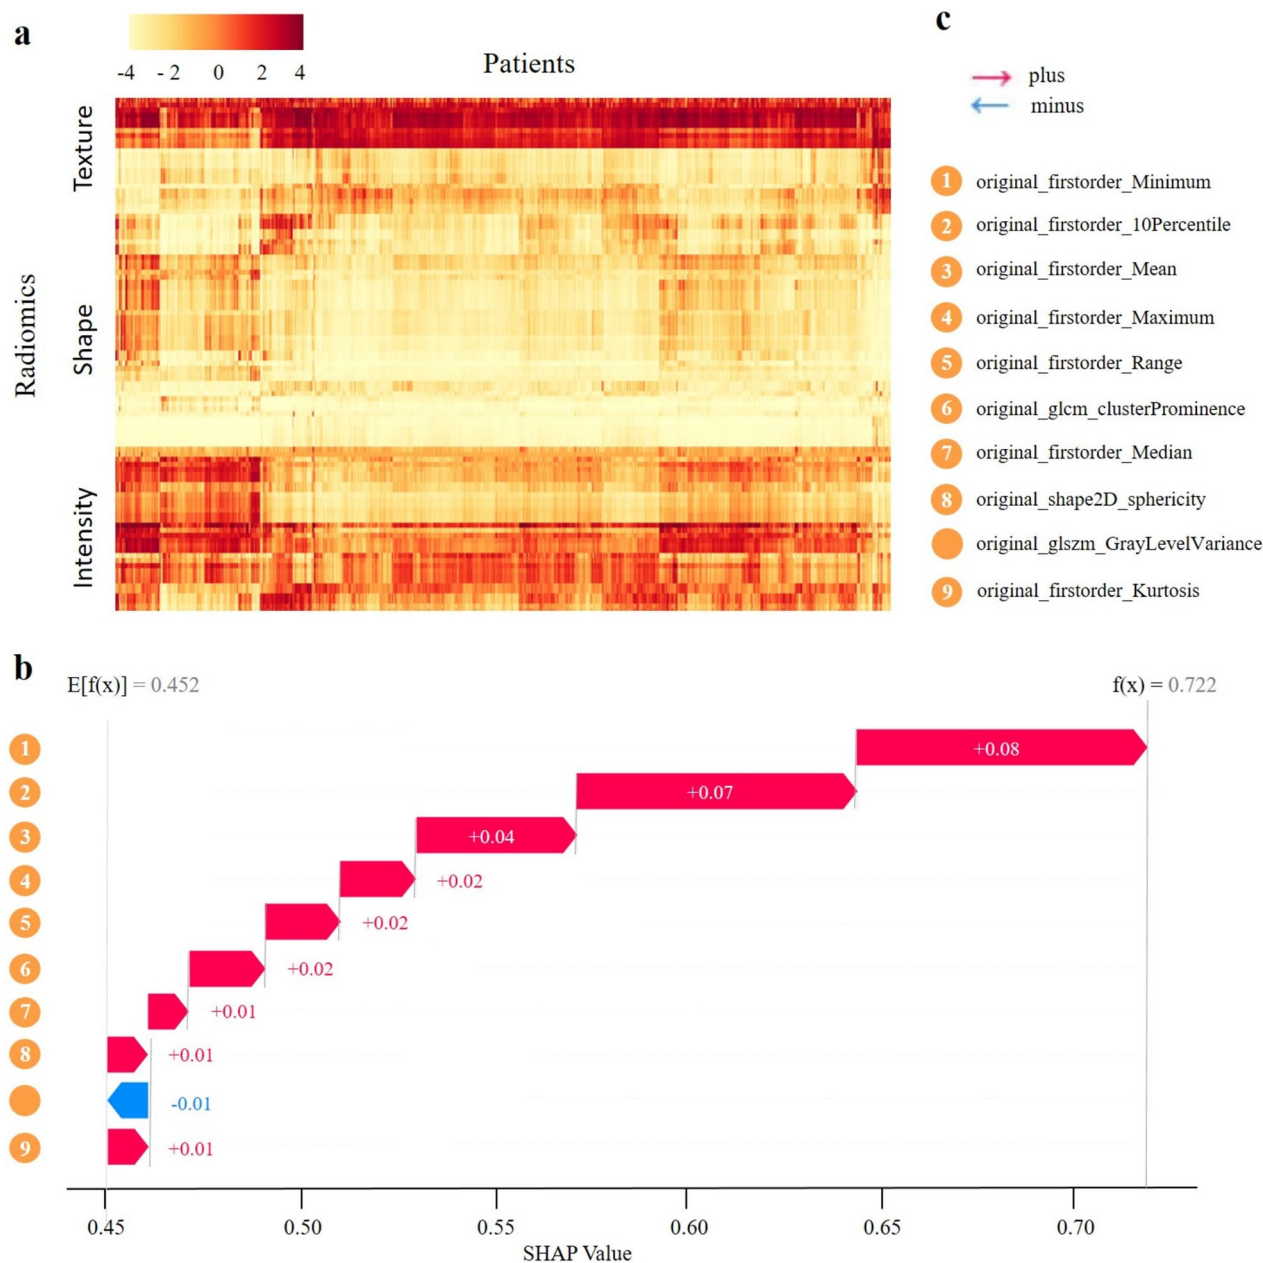 a
-4 -2 0 2 4
Patients
Radiomics
Texture
Shape
Intensity
c
plus
minus
1 original_firstorder_Minimum
2 original_firstorder_10Percentile
3 original_firstorder_Mean
4 original_firstorder_Maximum
5 original_firstorder_Range
6 original_glcm_clusterProminence
7 original_firstorder_Median
8 original_shape2D_sphericity
original_glszm_GrayLevelVariance
9 original_firstorder_Kurtosis
b
E[f(x)] = 0.452
f(x) = 0.722
1 +0.08
2 +0.07
3 +0.04
4 +0.02
5 +0.02
6 +0.02
7 +0.01
8 +0.01
-0.01
9 +0.01
0.45 0.50 0.55 0.60 0.65 0.70
SHAP Value